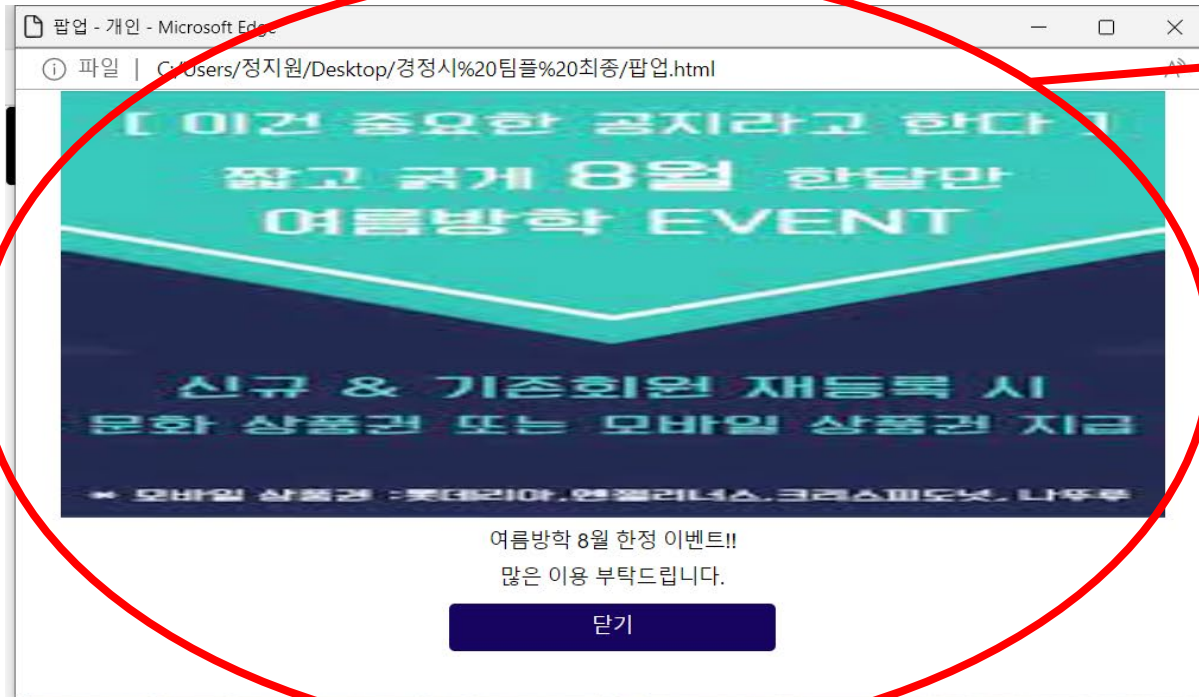 팝업 - 개인 - Microsoft Edge
파일 | C:/Users/정지원/Desktop/경정시%20팀플%20최종/팝업.html
[ 이건 중요한 공지라고 한다 ]
짧고 굵게 8월 한달만
여름방학 EVENT
신규 & 기존회원 재등록 시
문화 상품권 또는 모바일 상품권 지급
* 모바일 상품권 :롯데리아,엔젤리너스,크리스피도넛, 나뚜루
여름방학 8월 한정 이벤트!!
많은 이용 부탁드립니다.
닫기